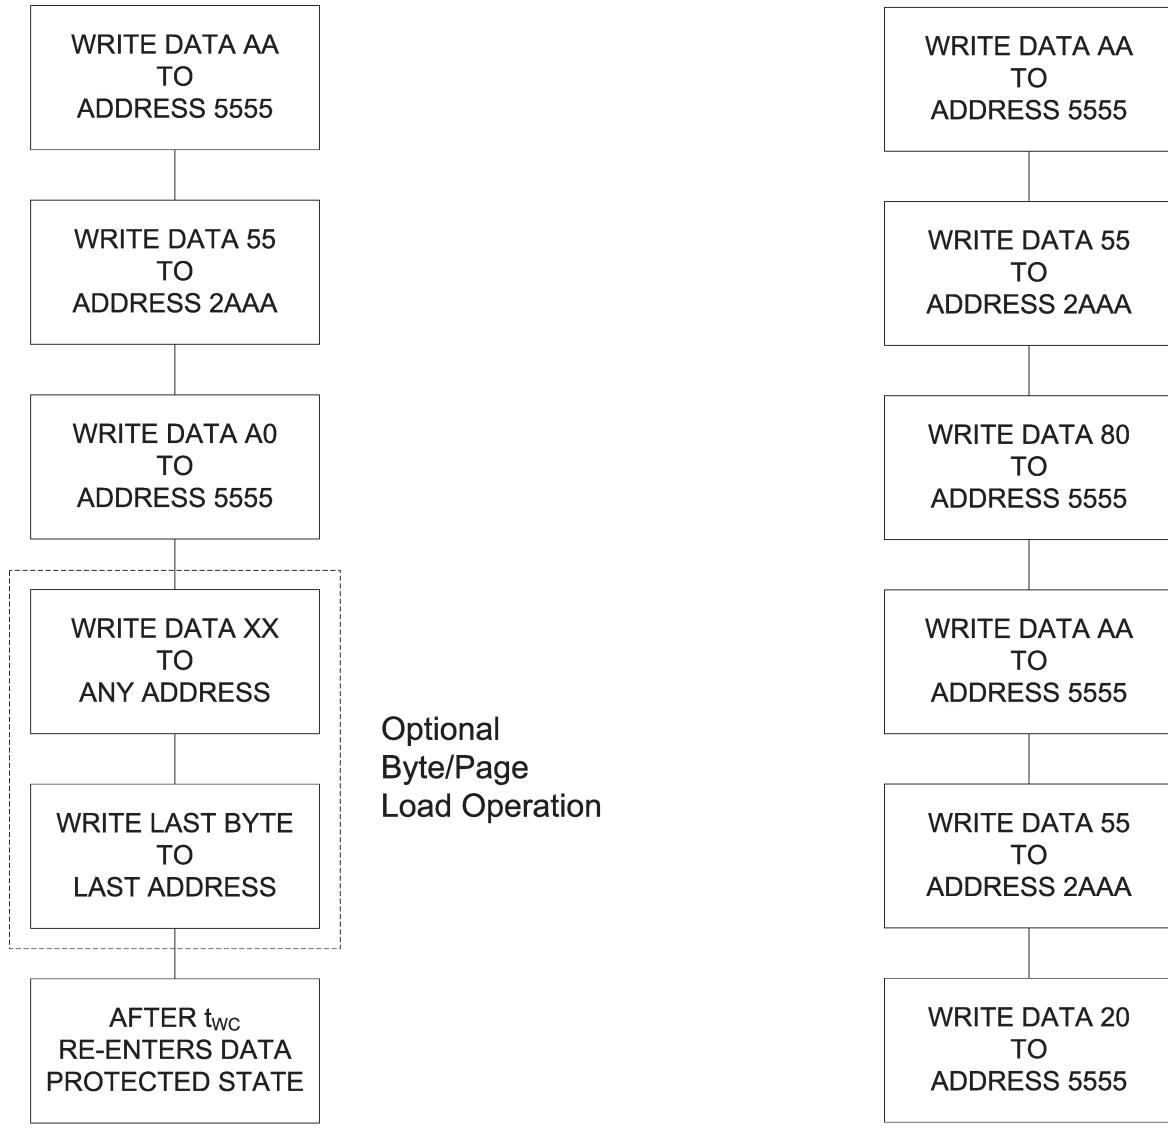 WRITE DATA AA
TO
ADDRESS 5555
WRITE DATA 55
TO
ADDRESS 2AAA
WRITE DATA A0
TO
ADDRESS 5555
WRITE DATA XX
TO
ANY ADDRESS
WRITE LAST BYTE
TO
LAST ADDRESS
Optional
Byte/Page
Load Operation
AFTER tWC
RE-ENTERS DATA
PROTECTED STATE
WRITE DATA AA
TO
ADDRESS 5555
WRITE DATA 55
TO
ADDRESS 2AAA
WRITE DATA 80
TO
ADDRESS 5555
WRITE DATA AA
TO
ADDRESS 5555
WRITE DATA 55
TO
ADDRESS 2AAA
WRITE DATA 20
TO
ADDRESS 5555